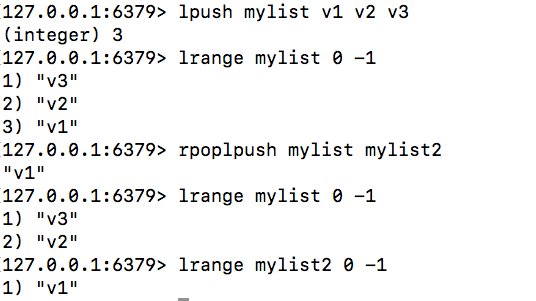 127.0.0.1:6379> lpush mylist v1 v2 v3
(integer) 3
127.0.0.1:6379> lrange mylist 0 -1
1) "v3"
2) "v2"
3) "v1"
127.0.0.1:6379> rpoplpush mylist mylist2
"v1"
127.0.0.1:6379> lrange mylist 0 -1
1) "v3"
2) "v2"
127.0.0.1:6379> lrange mylist2 0 -1
1) "v1"